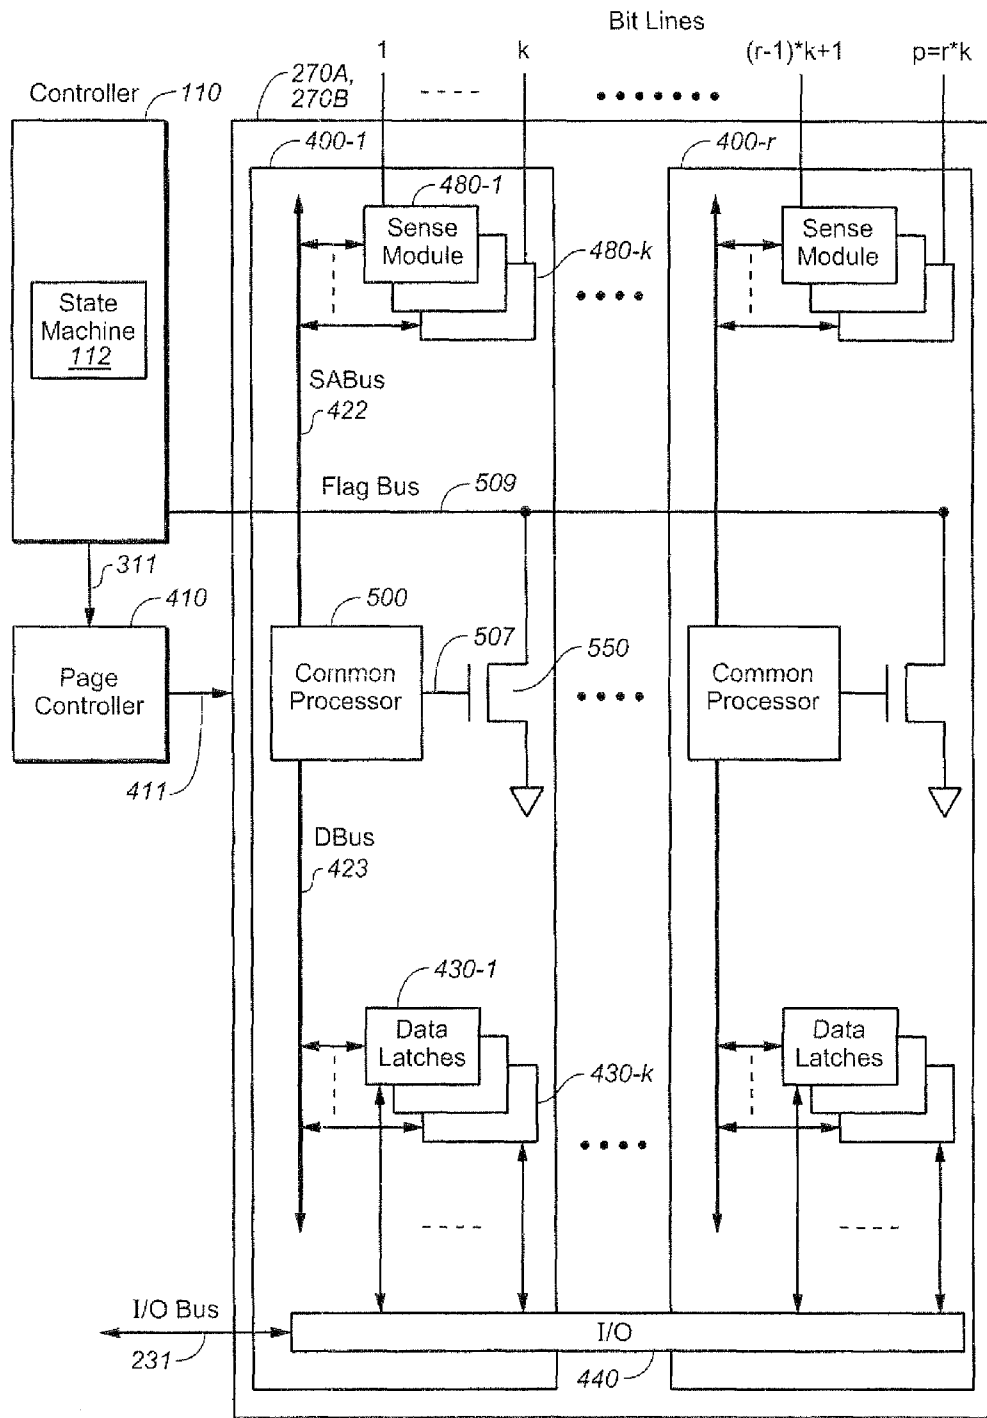 Bit Lines
1
k
(r-1)*k+1
p=r*k
270A,
270B
Controller
110
400-1
400-r
480-1
Sense
Module
480-k
Sense
Module
State
Machine
112
SABus
422
Flag Bus
509
311
410
500
507
550
Page
Controller
Common
Processor
Common
Processor
411
DBus
423
430-1
Data
Latches
430-k
Data
Latches
I/O Bus
231
I/O
440